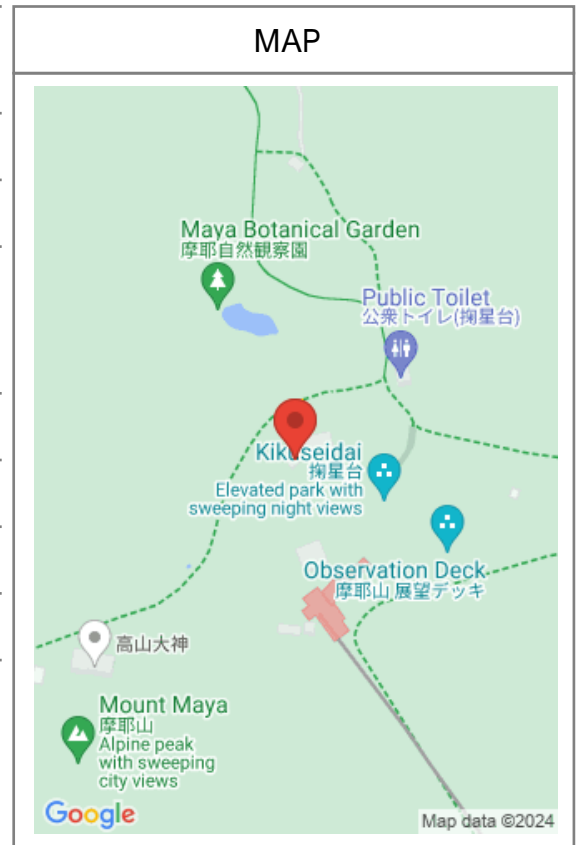 MAP
Maya Botanical Garden
摩耶自然観察園
Public Toilet
公衆トイレ(掬星台)
Kikuseidai
掬星台
Elevated park with
sweeping night views
Observation Deck
摩耶山 展望デッキ
高山大神
Mount Maya
摩耶山
Alpine peak
with sweeping
city views
Google
Map data ©2024